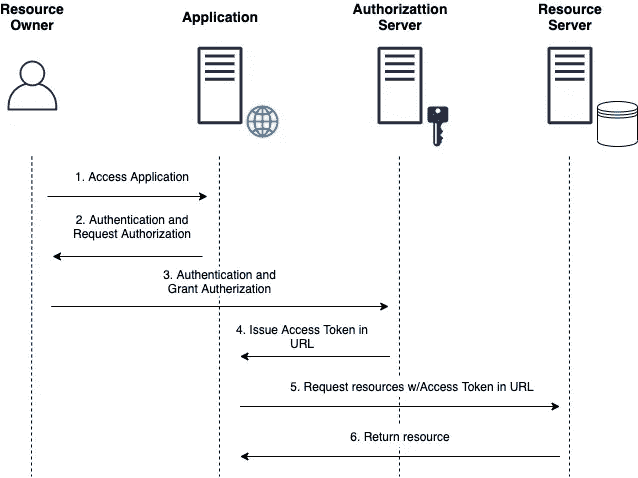 Resource
Owner
Application
Authorizattion
Server
Resource
Server
1. Access Application
2. Authentication and
Request Authorization
3. Authentication and
Grant Autherization
4. Issue Access Token in
URL
5. Request resources w/Access Token in URL
6. Return resource